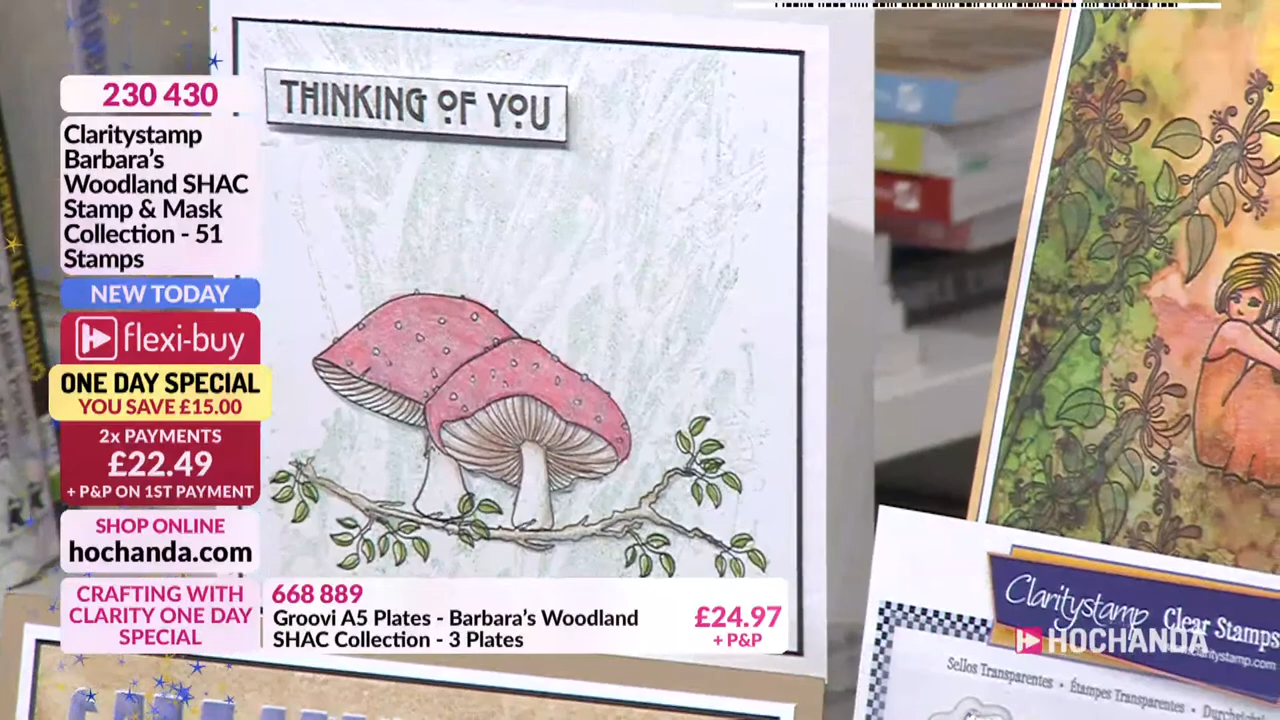 230 430
Claritystamp
Barbara's
Woodland SHAC
Stamp & Mask
Collection - 51
Stamps
NEW TODAY
flexi-buy
ONE DAY SPECIAL
YOU SAVE £15.00
2x PAYMENTS
£22.49
+ P&P ON 1ST PAYMENT
SHOP ONLINE
hochanda.com
CRAFTING WITH
CLARITY ONE DAY
SPECIAL
668 889
Groovi A5 Plates - Barbara's Woodland
SHAC Collection - 3 Plates
£24.97
+ P&P
THINKING OF YOU
Claritystamp Clear Stamps
HOCHANDA
claritystamp.com
Sellos Transparentes • Étampes Transparentes •